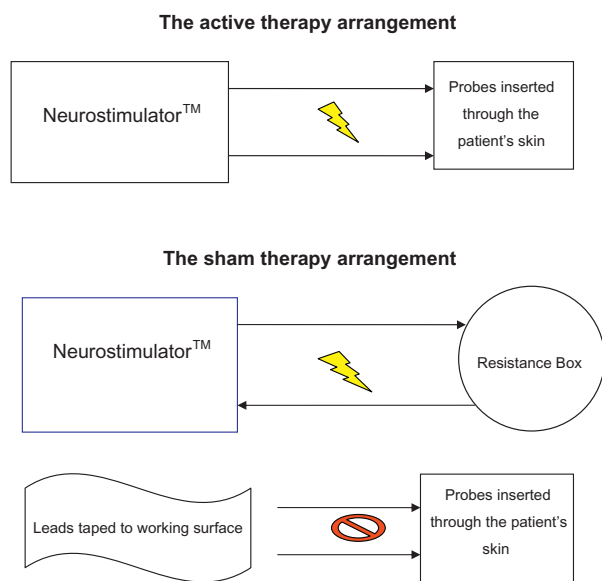 The active therapy arrangement
Neurostimulator™
Probes inserted
through the
patient's skin
The sham therapy arrangement
Neurostimulator™
Resistance Box
Leads taped to working surface
Probes inserted
through the patient's
skin